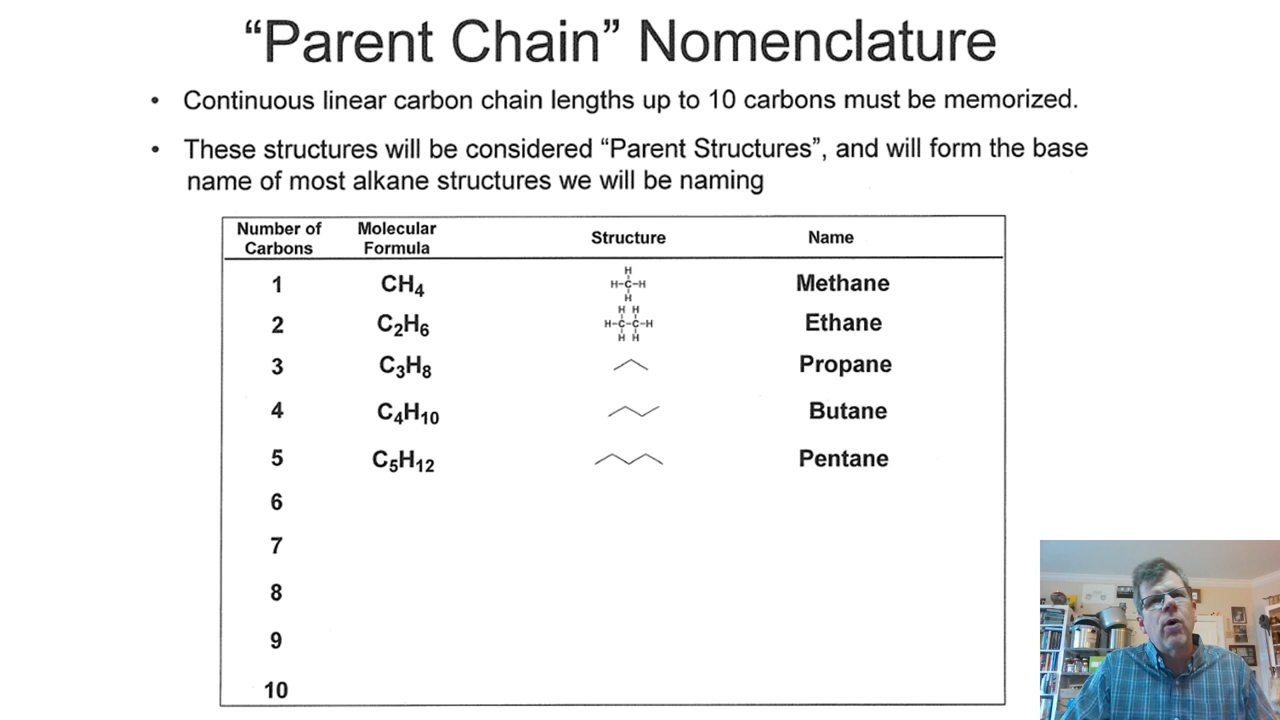 “Parent Chain” Nomenclature
• Continuous linear carbon chain lengths up to 10 carbons must be memorized.
• These structures will be considered “Parent Structures”, and will form the base
name of most alkane structures we will be naming
Number of Carbons Molecular Formula Structure Name
1 CH₄ H H-C-H H Methane
2 C₂H₆ H H H-C-C-H H H Ethane
3 C₃H₈ Propane
4 C₄H₁₀ Butane
5 C₅H₁₂ Pentane
6
7
8
9
10